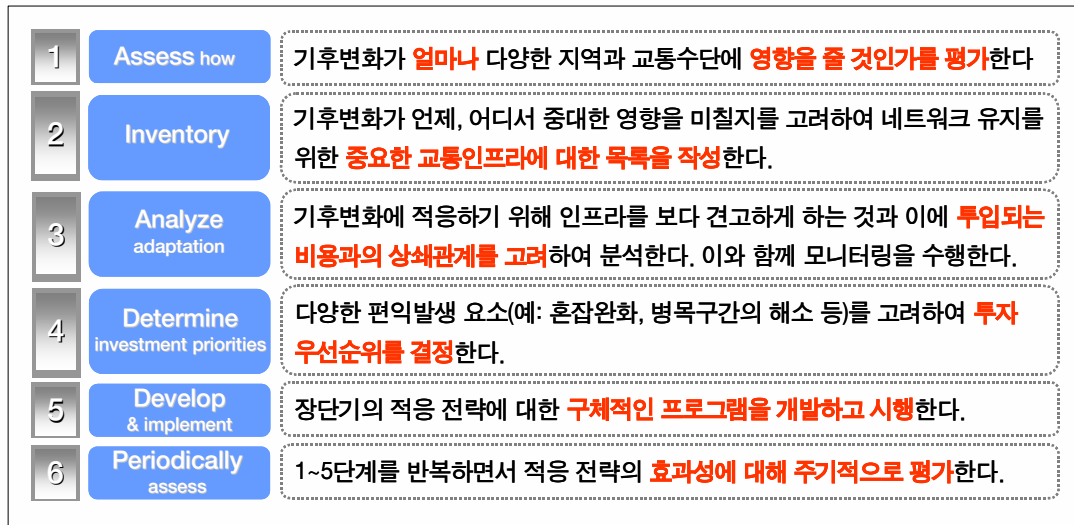 1
Assess how
기후변화가 얼마나 다양한 지역과 교통수단에 영향을 줄 것인가를 평가한다
2
Inventory
기후변화가 언제, 어디서 중대한 영향을 미칠지를 고려하여 네트워크 유지를
위한 중요한 교통인프라에 대한 목록을 작성한다.
3
Analyze
adaptation
기후변화에 적응하기 위해 인프라를 보다 견고하게 하는 것과 이에 투입되는
비용과의 상쇄관계를 고려하여 분석한다. 이와 함께 모니터링을 수행한다.
4
Determine
investment priorities
다양한 편익발생 요소(예: 혼잡완화, 병목구간의 해소 등)를 고려하여 투자
우선순위를 결정한다.
5
Develop
& implement
장단기의 적응 전략에 대한 구체적인 프로그램을 개발하고 시행한다.
6
Periodically
assess
1~5단계를 반복하면서 적응 전략의 효과성에 대해 주기적으로 평가한다.